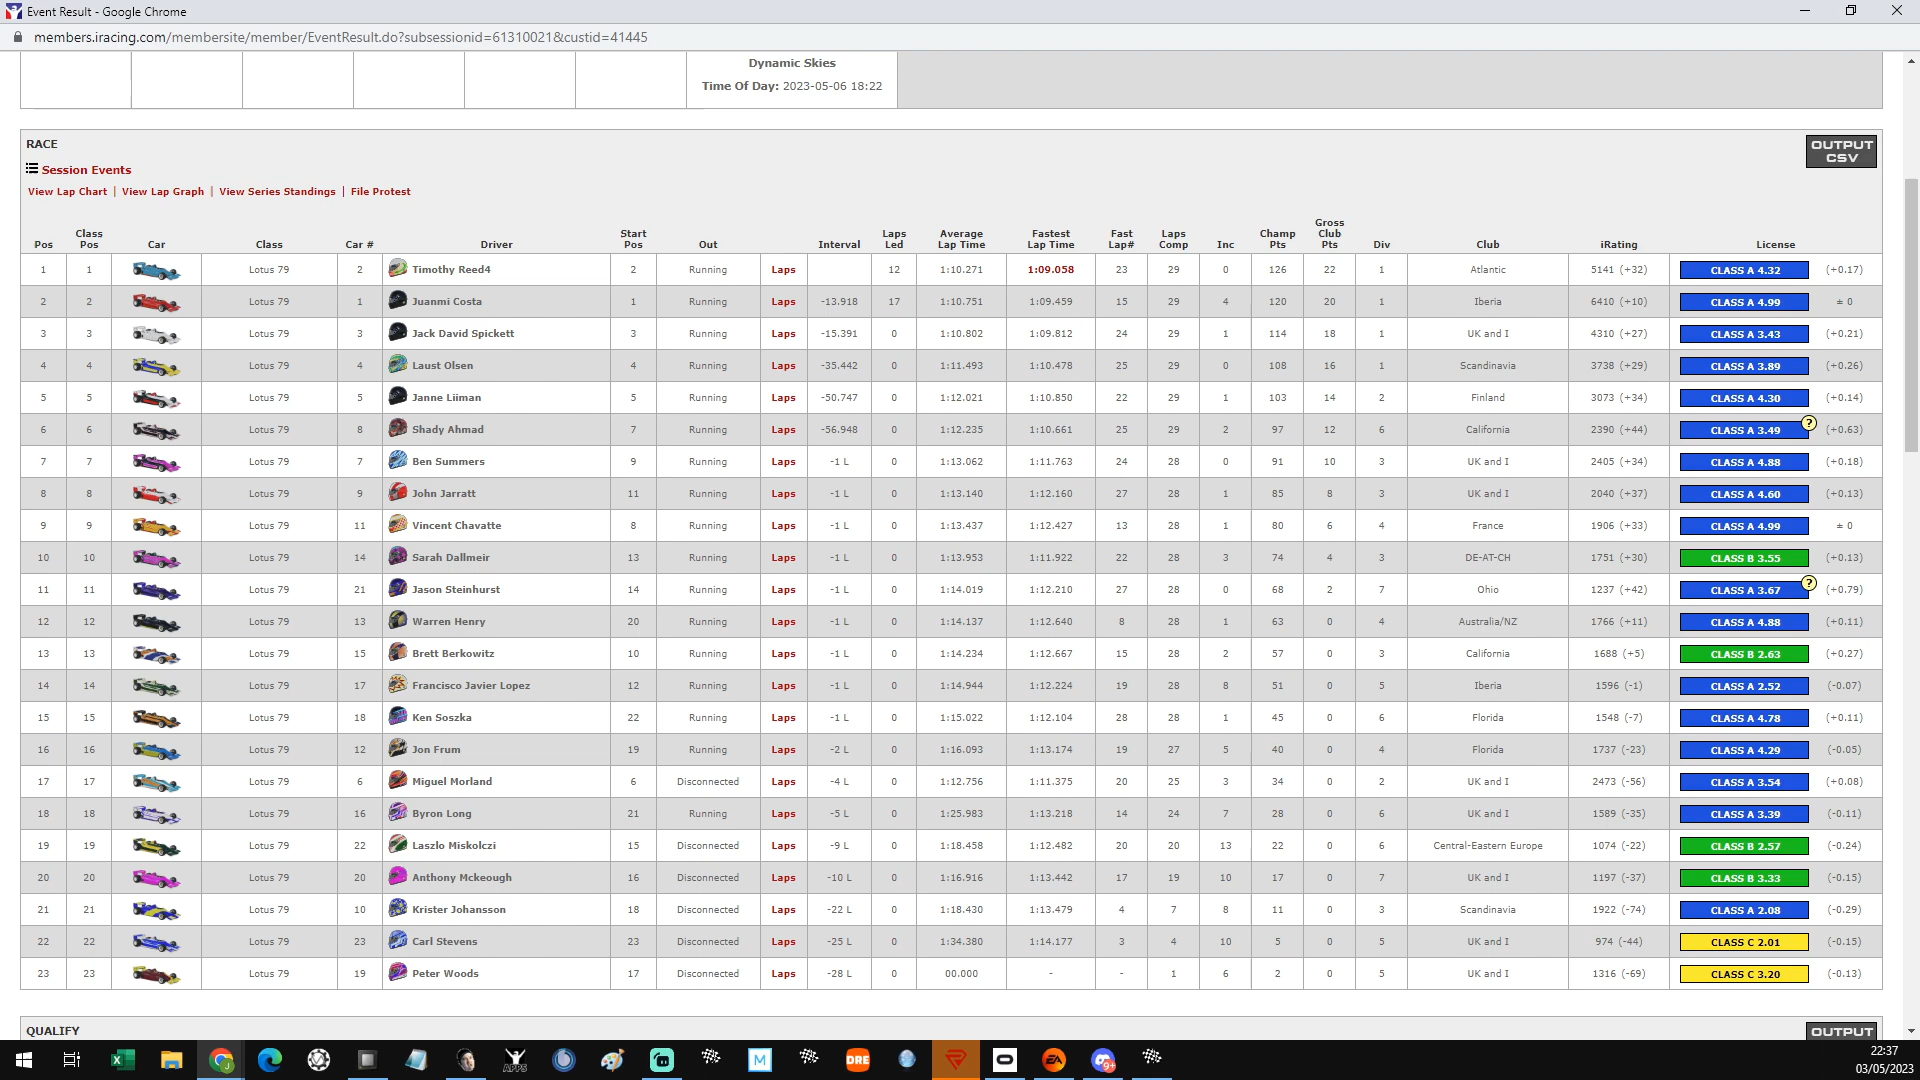 Event Result - Google Chrome
members.iracing.com/membersite/member/EventResult.do?subsessionid=61310021&custid=41445
Dynamic Skies
Time Of Day: 2023-05-06 18:22
RACE
OUTPUT CSV
Session Events
View Lap Chart | View Lap Graph | View Series Standings | File Protest
Pos Class Pos Car Class Car # Driver Start Pos Out Interval Laps Led Average Lap Time Fastest Lap Time Fast Lap# Laps Comp Inc Champ Pts Gross Club Pts Div Club iRating License
1 1 Lotus 79 2 Timothy Reed4 2 Running Laps 12 1:10.271 1:09.058 23 29 0 126 22 1 Atlantic 5141 (+32) CLASS A 4.32 (+0.17)
2 2 Lotus 79 1 Juanmi Costa 1 Running Laps -13.918 17 1:10.751 1:09.459 15 29 4 120 20 1 Iberia 6410 (+10) CLASS A 4.99 ± 0
3 3 Lotus 79 3 Jack David Spickett 3 Running Laps -15.391 0 1:10.802 1:09.812 24 29 1 114 18 1 UK and I 4310 (+27) CLASS A 3.43 (+0.21)
4 4 Lotus 79 4 Laust Olsen 4 Running Laps -35.442 0 1:11.493 1:10.478 25 29 0 108 16 1 Scandinavia 3738 (+29) CLASS A 3.89 (+0.26)
5 5 Lotus 79 5 Janne Liiman 5 Running Laps -50.747 0 1:12.021 1:10.850 22 29 1 103 14 2 Finland 3073 (+34) CLASS A 4.30 (+0.14)
6 6 Lotus 79 8 Shady Ahmad 7 Running Laps -56.948 0 1:12.235 1:10.661 25 29 2 97 12 6 California 2390 (+44) CLASS A 3.49 ? (+0.63)
7 7 Lotus 79 7 Ben Summers 9 Running Laps -1 L 0 1:13.062 1:11.763 24 28 0 91 10 3 UK and I 2405 (+34) CLASS A 4.88 (+0.18)
8 8 Lotus 79 9 John Jarratt 11 Running Laps -1 L 0 1:13.140 1:12.160 27 28 1 85 8 3 UK and I 2040 (+37) CLASS A 4.60 (+0.13)
9 9 Lotus 79 11 Vincent Chavatte 8 Running Laps -1 L 0 1:13.437 1:12.427 13 28 1 80 6 4 France 1906 (+33) CLASS A 4.99 ± 0
10 10 Lotus 79 14 Sarah Dallmeir 13 Running Laps -1 L 0 1:13.953 1:11.922 22 28 3 74 4 3 DE-AT-CH 1751 (+30) CLASS B 3.55 (+0.13)
11 11 Lotus 79 21 Jason Steinhurst 14 Running Laps -1 L 0 1:14.019 1:12.210 27 28 0 68 2 7 Ohio 1237 (+42) CLASS A 3.67 ? (+0.79)
12 12 Lotus 79 13 Warren Henry 20 Running Laps -1 L 0 1:14.137 1:12.640 8 28 1 63 0 4 Australia/NZ 1766 (+11) CLASS A 4.88 (+0.11)
13 13 Lotus 79 15 Brett Berkowitz 10 Running Laps -1 L 0 1:14.234 1:12.667 15 28 2 57 0 3 California 1688 (+5) CLASS B 2.63 (+0.27)
14 14 Lotus 79 17 Francisco Javier Lopez 12 Running Laps -1 L 0 1:14.944 1:12.224 19 28 8 51 0 5 Iberia 1596 (-1) CLASS A 2.52 (-0.07)
15 15 Lotus 79 18 Ken Soszka 22 Running Laps -1 L 0 1:15.022 1:12.104 28 28 1 45 0 6 Florida 1548 (-7) CLASS A 4.78 (+0.11)
16 16 Lotus 79 12 Jon Frum 19 Running Laps -2 L 0 1:16.093 1:13.174 19 27 5 40 0 4 Florida 1737 (-23) CLASS A 4.29 (-0.05)
17 17 Lotus 79 6 Miguel Morland 6 Disconnected Laps -4 L 0 1:12.756 1:11.375 20 25 3 34 0 2 UK and I 2473 (-56) CLASS A 3.54 (+0.08)
18 18 Lotus 79 16 Byron Long 21 Running Laps -5 L 0 1:25.983 1:13.218 14 24 7 28 0 6 UK and I 1589 (-35) CLASS A 3.39 (-0.11)
19 19 Lotus 79 22 Laszlo Miskolczi 15 Disconnected Laps -9 L 0 1:18.458 1:12.482 20 20 13 22 0 6 Central-Eastern Europe 1074 (-22) CLASS B 2.57 (-0.24)
20 20 Lotus 79 20 Anthony Mckeough 16 Disconnected Laps -10 L 0 1:16.916 1:13.442 17 19 10 17 0 7 UK and I 1197 (-37) CLASS B 3.33 (-0.15)
21 21 Lotus 79 10 Krister Johansson 18 Disconnected Laps -22 L 0 1:18.430 1:13.479 4 7 8 11 0 3 Scandinavia 1922 (-74) CLASS A 2.08 (-0.29)
22 22 Lotus 79 23 Carl Stevens 23 Disconnected Laps -25 L 0 1:34.380 1:14.177 3 4 10 5 0 5 UK and I 974 (-44) CLASS C 2.01 (-0.15)
23 23 Lotus 79 19 Peter Woods 17 Disconnected Laps -28 L 0 00.000 - - 1 6 2 0 5 UK and I 1316 (-69) CLASS C 3.20 (-0.13)
QUALIFY
OUTPUT
APPS
M
DRE
EA
9+
22:37
03/05/2023